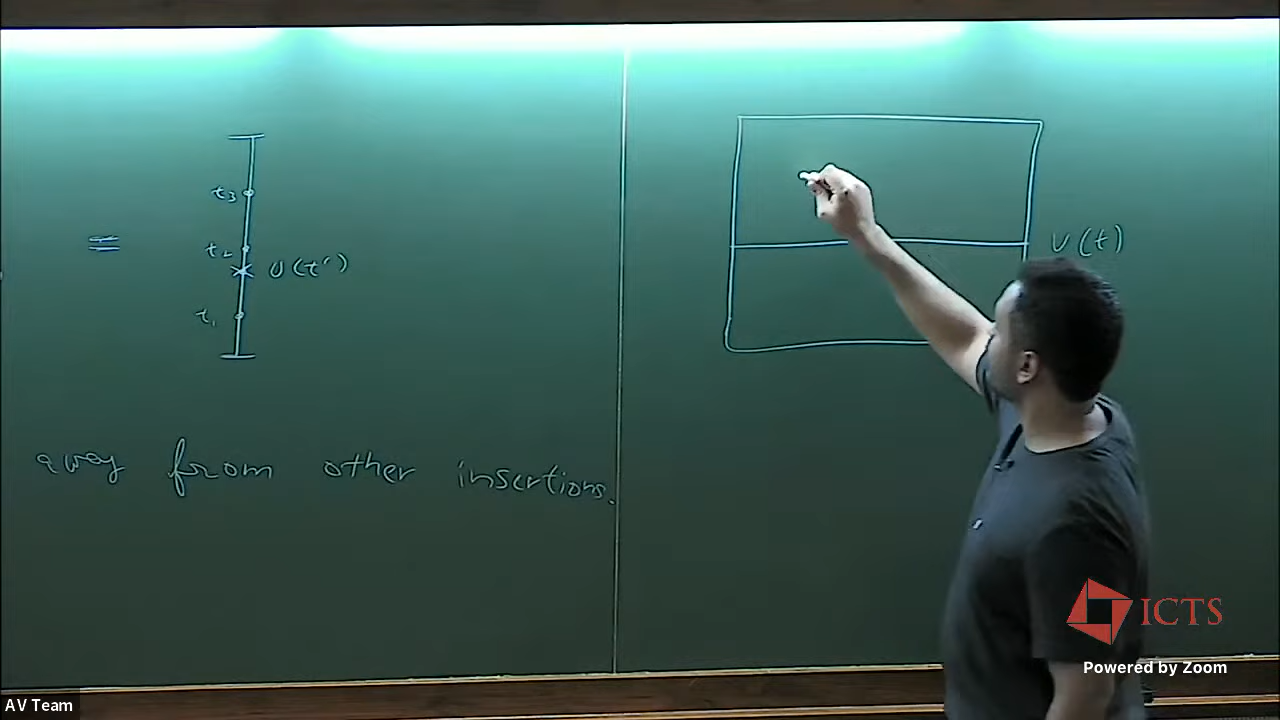 t₃
t₂
=
U(t')
t₁
away from other insertions.
U(t)
ICTS
Powered by Zoom
AV Team